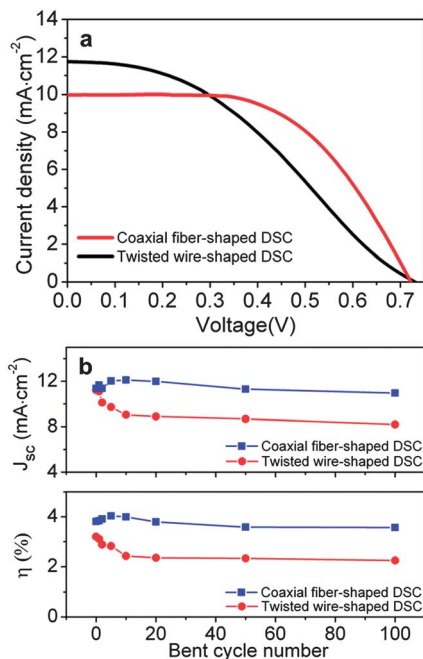 a
Current density (mA·cm⁻²)
14
12
10
8
6
4
2
0
Coaxial fiber-shaped DSC
Twisted wire-shaped DSC
0.0 0.1 0.2 0.3 0.4 0.5 0.6 0.7
Voltage(V)
b
J_SC (mA·cm⁻²)
12
8
4
Coaxial fiber-shaped DSC
Twisted wire-shaped DSC
η (%)
6
4
2
0
Coaxial fiber-shaped DSC
Twisted wire-shaped DSC
0 20 40 60 80 100
Bent cycle number